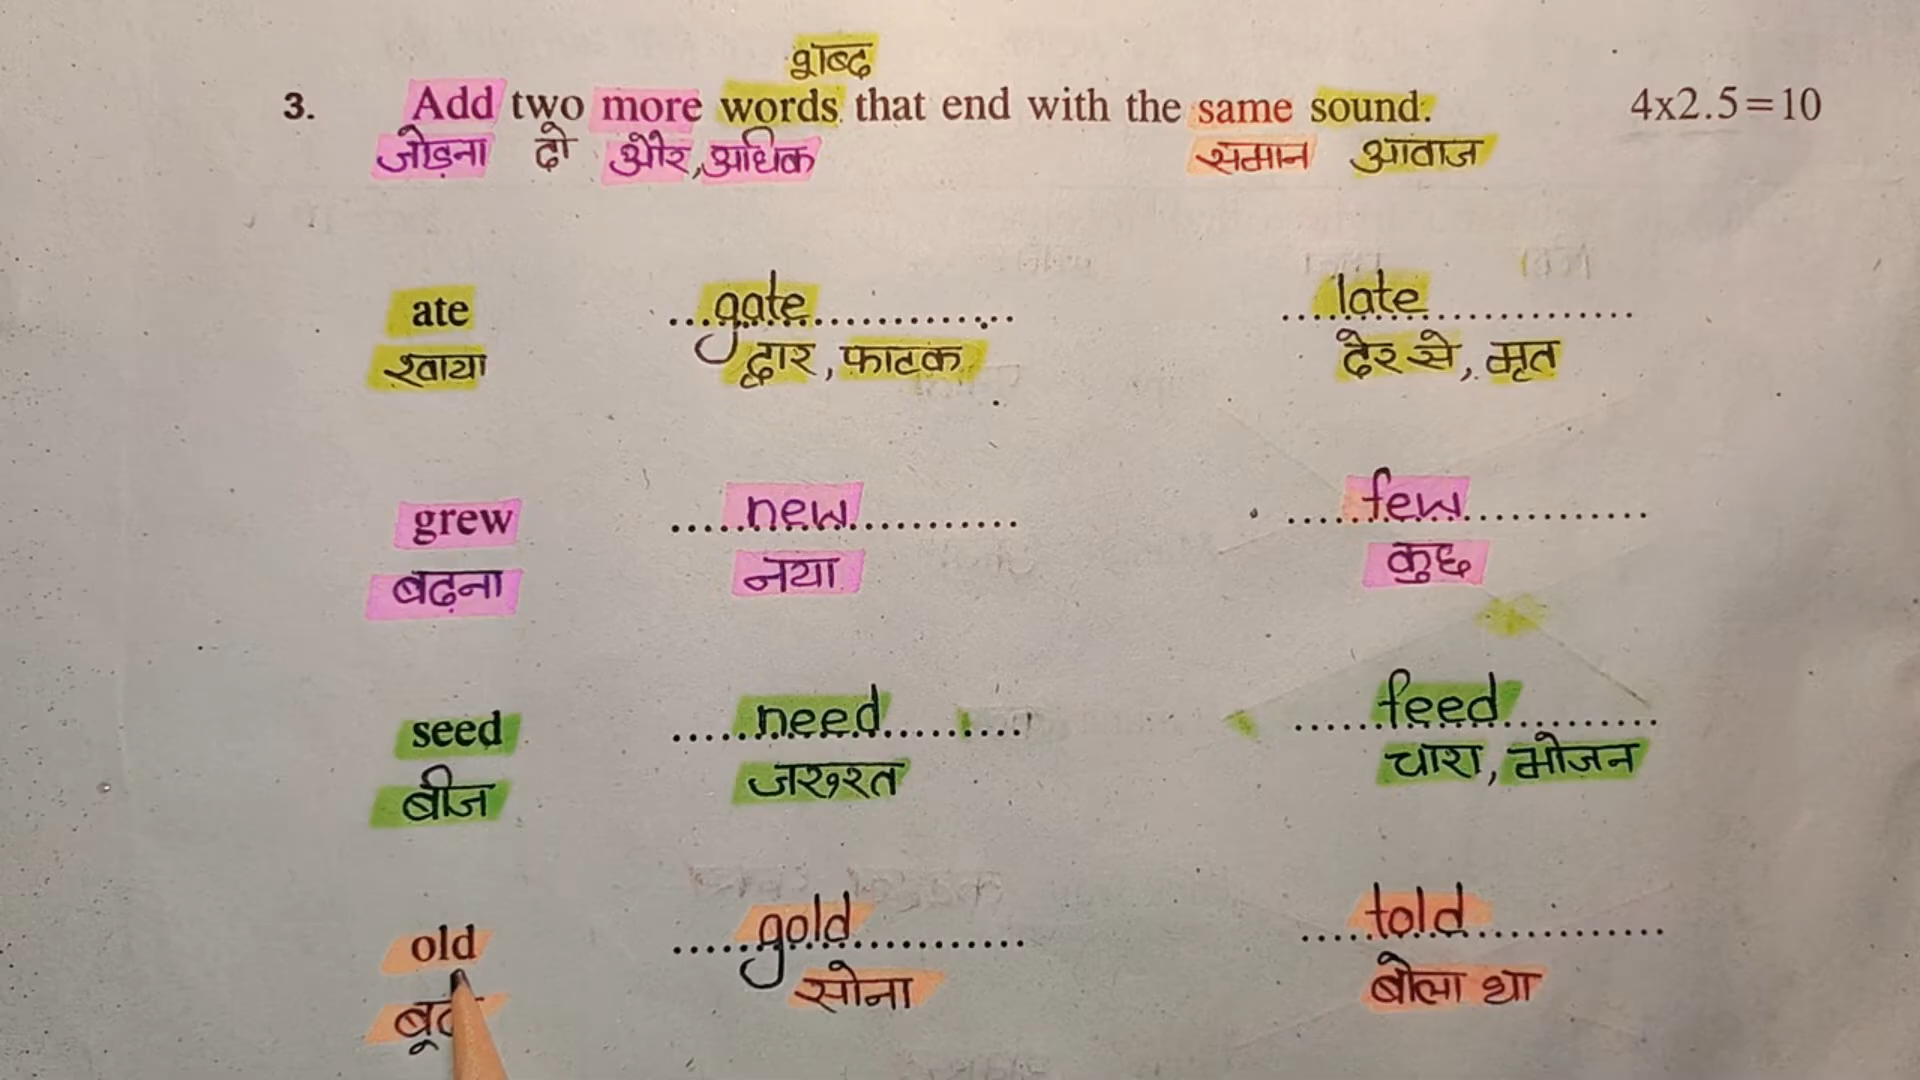 शब्द
3. Add two more words that end with the same sound. 4x2.5=10
जोड़ना दो और,अधिक समान आवाज
ate ....gate.............. ....late..............
खाया द्वार, फाटक देर से, मृत
grew .....new........... .....few...........
बढ़ना नया कुछ
seed .....need......... .....feed..........
बीज जरूरत चारा, भोजन
old .....gold............ .....told............
सोना बोला था